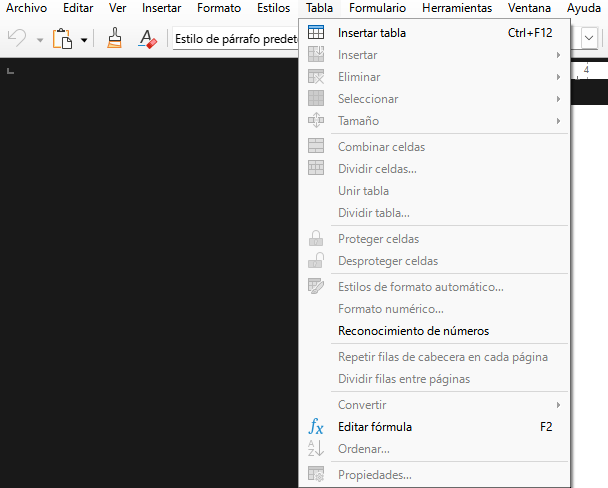 Archivo Editar Ver Insertar Formato Estilos Tabla Formulario Herramientas Ventana Ayuda
Estilo de párrafo predet
Insertar tabla Ctrl+F12
Insertar
4
Eliminar
Seleccionar
Tamaño
Combinar celdas
Dividir celdas...
Unir tabla
Dividir tabla...
Proteger celdas
Desproteger celdas
Estilos de formato automático...
Formato numérico...
Reconocimiento de números
Repetir filas de cabecera en cada página
Dividir filas entre páginas
Convertir
fx Editar fórmula F2
Ordenar...
Propiedades...